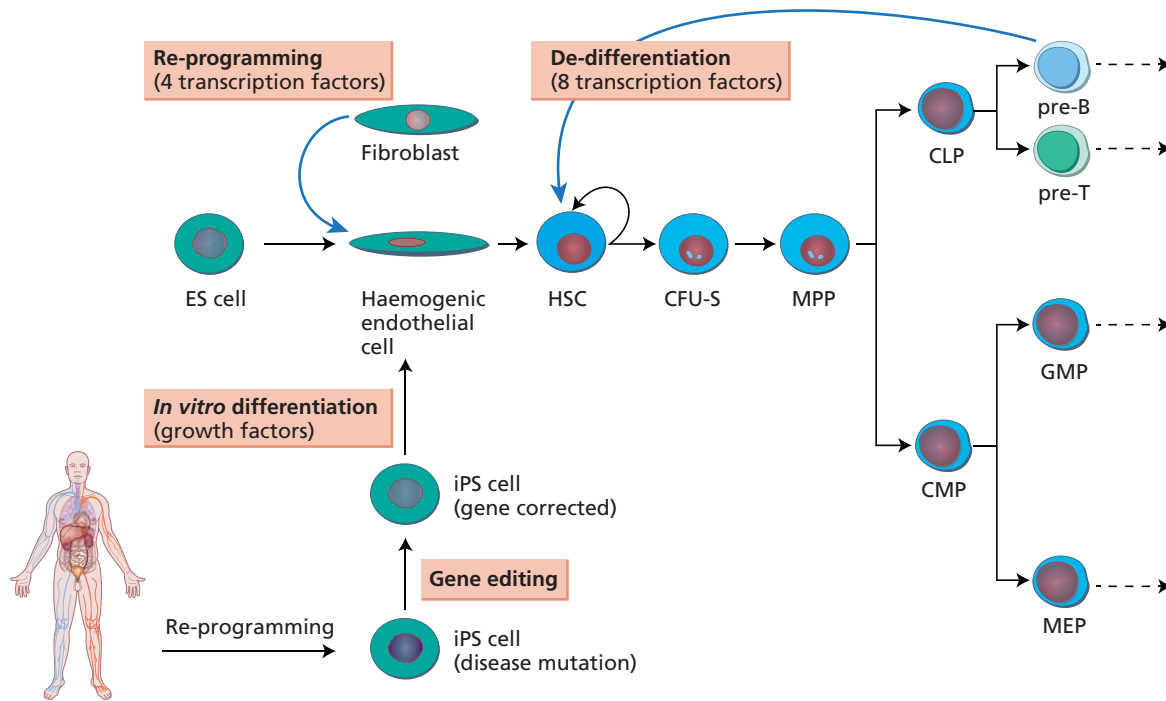 Re-programming
(4 transcription factors)
De-differentiation
(8 transcription factors)
Fibroblast
pre-B
CLP
pre-T
ES cell
Haemogenic
endothelial
cell
HSC
CFU-S
MPP
GMP
In vitro differentiation
(growth factors)
CMP
iPS cell
(gene corrected)
Gene editing
Re-programming
iPS cell
(disease mutation)
MEP